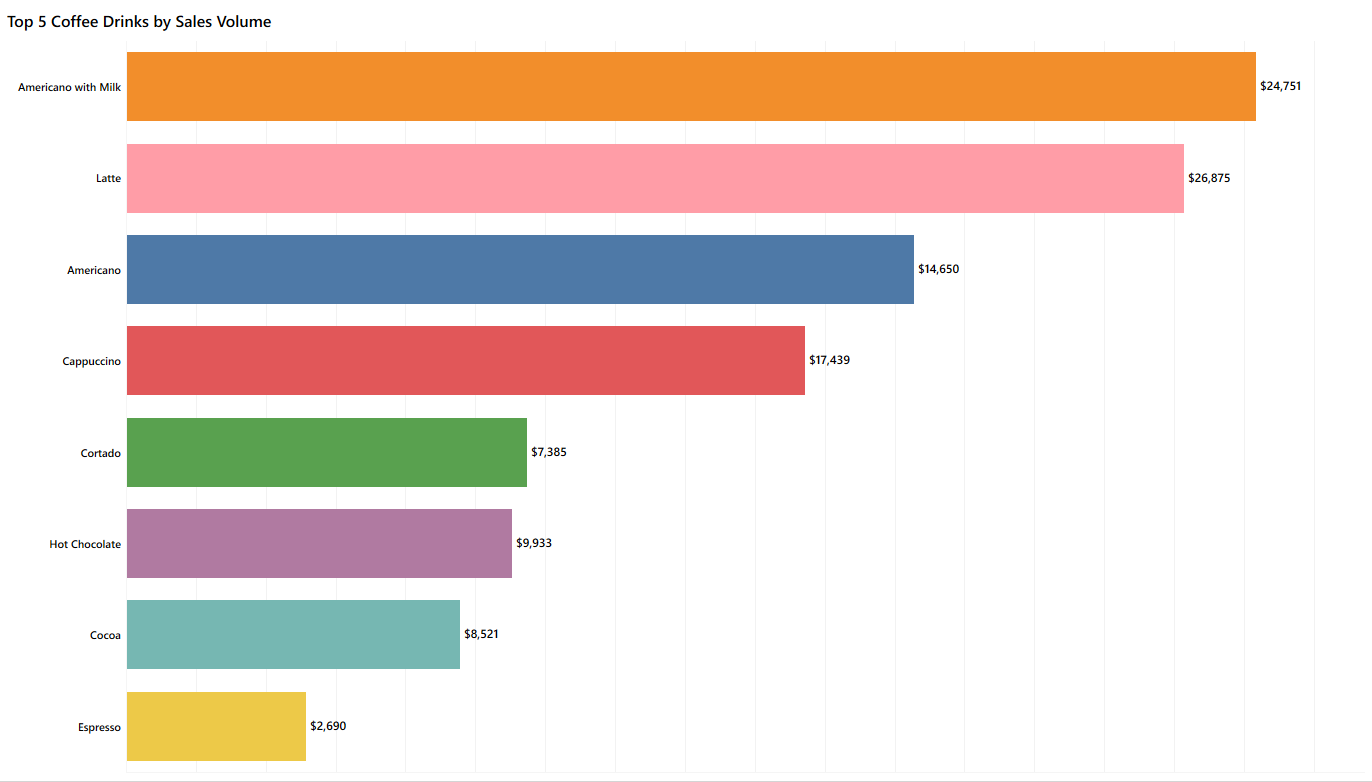 Top 5 Coffee Drinks by Sales Volume
Americano with Milk $24,751
Latte $26,875
Americano $14,650
Cappuccino $17,439
Cortado $7,385
Hot Chocolate $9,933
Cocoa $8,521
Espresso $2,690